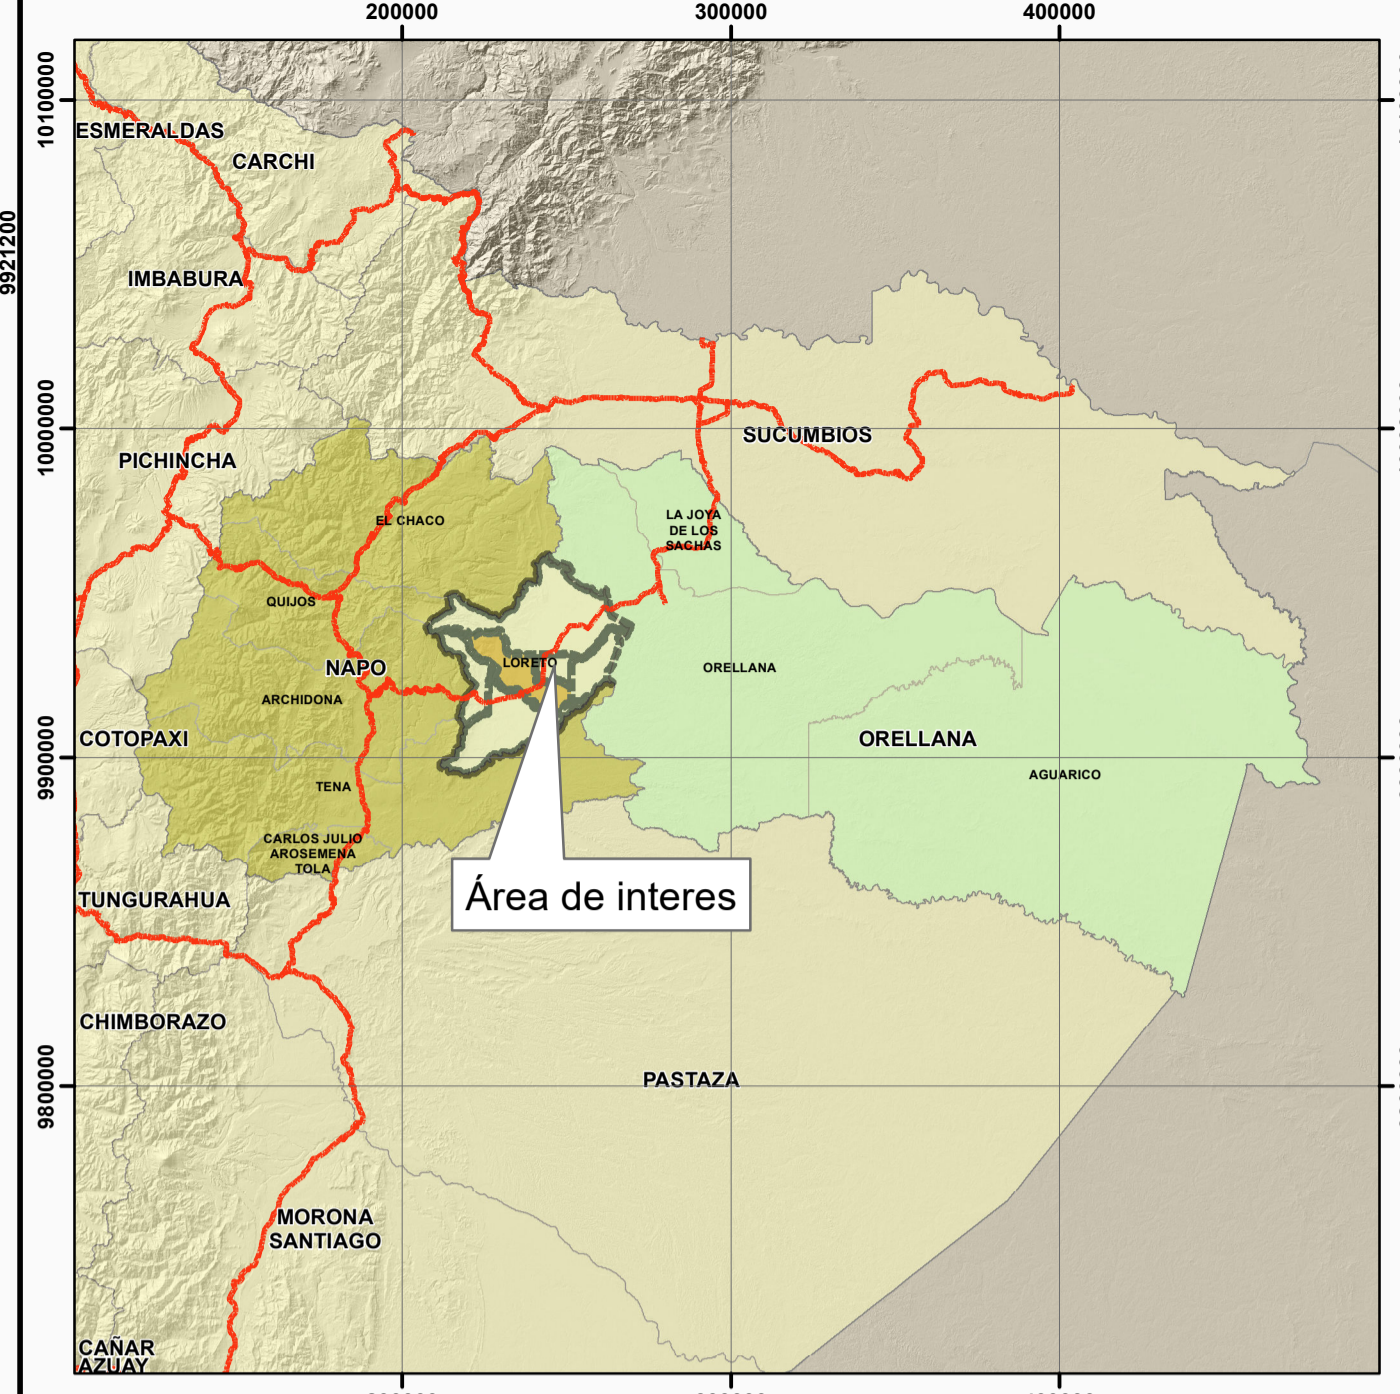 200000
300000
400000
10100000
9921200
ESMERALDAS
CARCHI
IMBABURA
10000000
SUCUMBIOS
PICHINCHA
EL CHACO
LA JOYA
DE LOS
SACHAS
QUIJOS
LORETO
NAPO
ORELLANA
ARCHIDONA
COTOPAXI
ORELLANA
9900000
AGUARICO
TENA
CARLOS JULIO
AROSEMENA
TOLA
Área de interes
TUNGURAHUA
CHIMBORAZO
9800000
PASTAZA
MORONA
SANTIAGO
CAÑAR
AZUAY